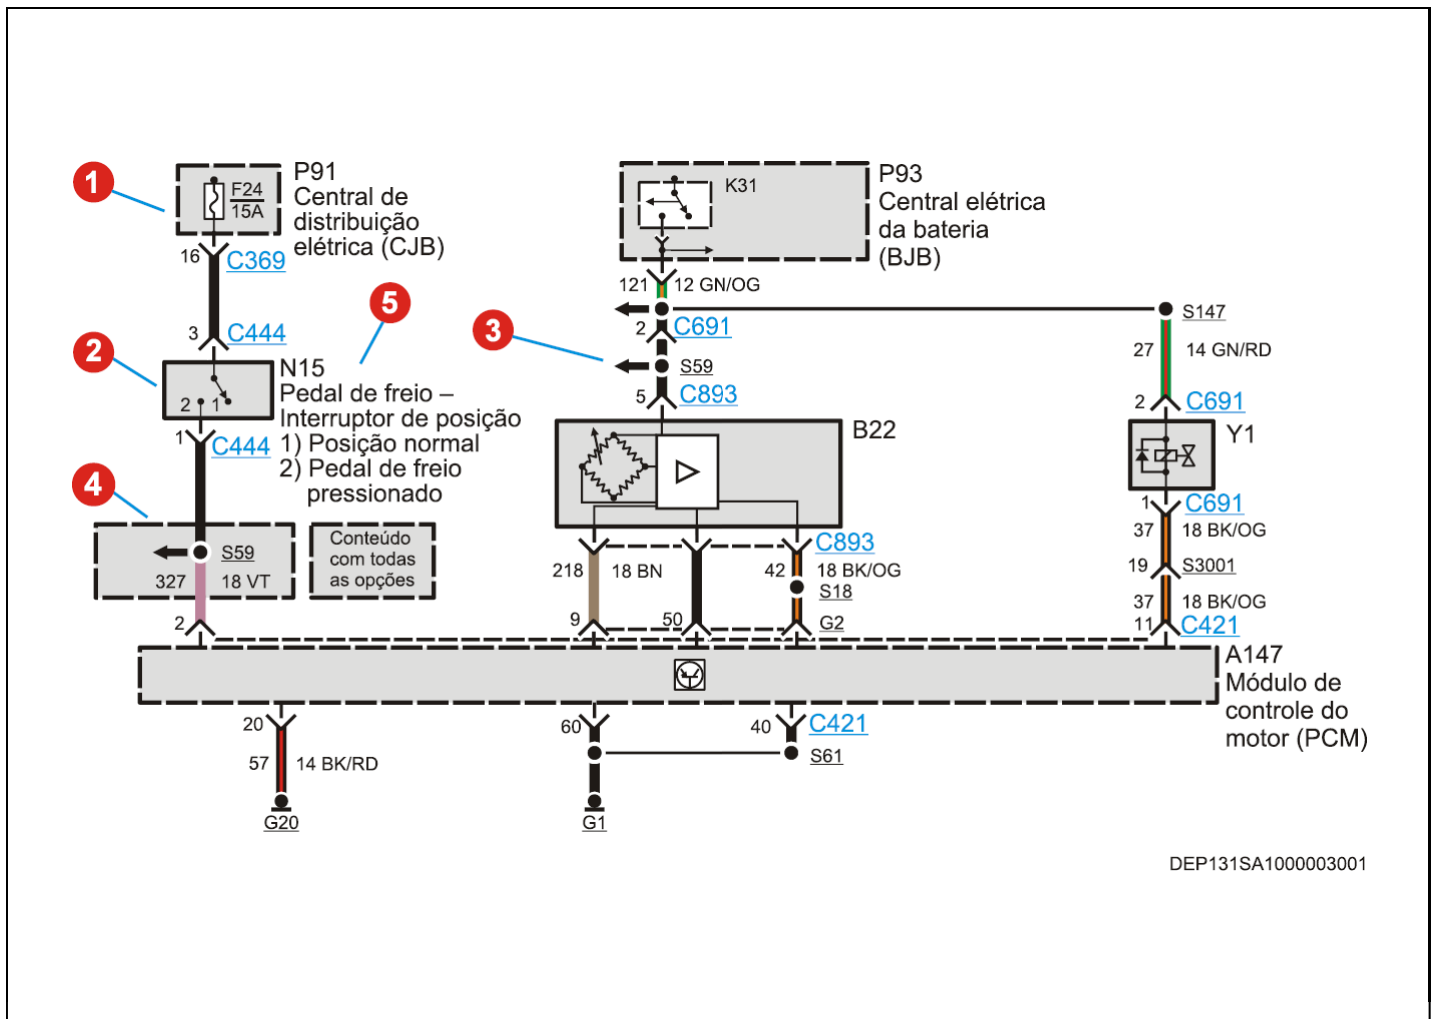 1
F24
15A
P91
Central de
distribuição
elétrica (CJB)
16
C369
3
C444
2
5
N15
Pedal de freio –
Interruptor de posição
1) Posição normal
2) Pedal de freio
pressionado
2 1
1
C444
4
S59
327 18 VT
Conteúdo
com todas
as opções
2
K31
P93
Central elétrica
da bateria
(BJB)
121 12 GN/OG
2
C691
3
S59
5
C893
B22
C893
218 18 BN
42 18 BK/OG
S18
9
50
G2
S147
27 14 GN/RD
2
C691
Y1
1
C691
37 18 BK/OG
19 S3001
37 18 BK/OG
11 C421
A147
Módulo de
controle do
motor (PCM)
20
57 14 BK/RD
G20
60
G1
40 C421
S61
DEP131SA1000003001